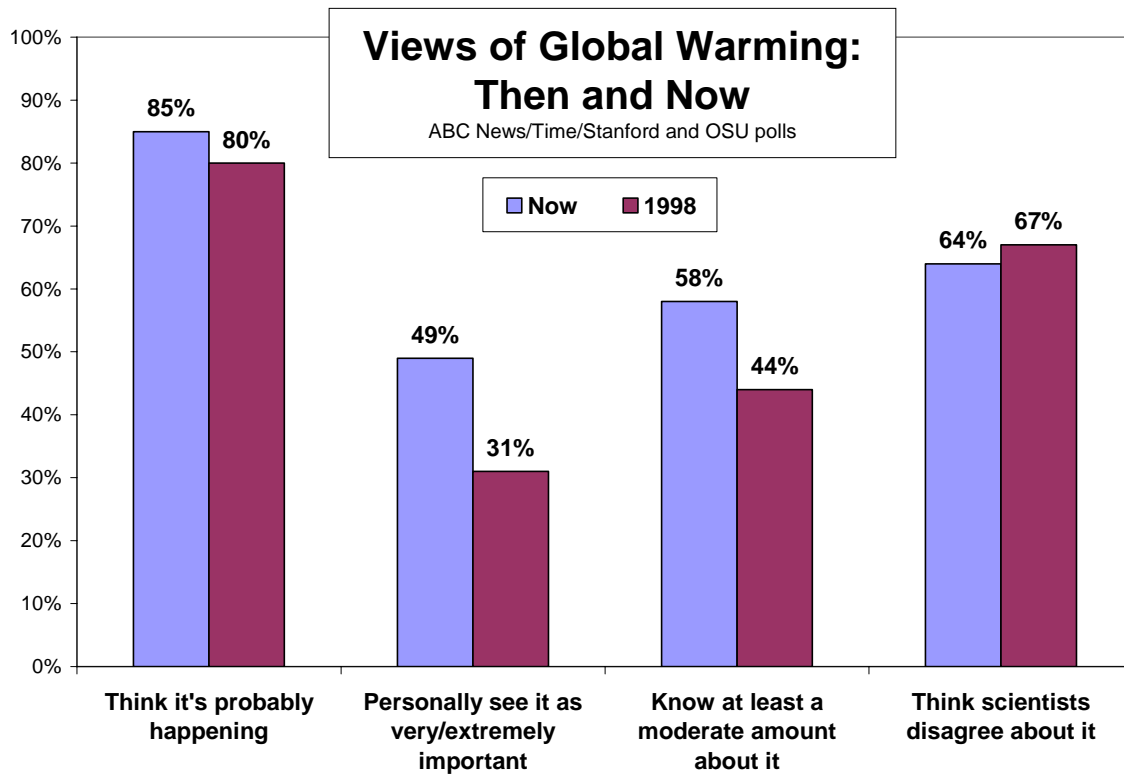 Views of Global Warming:
Then and Now
ABC News/Time/Stanford and OSU polls
Now
1998
100%
90%
80%
70%
60%
50%
40%
30%
20%
10%
0%
85%
80%
49%
31%
58%
44%
64%
67%
Think it's probably
happening
Personally see it as
very/extremely
important
Know at least a
moderate amount
about it
Think scientists
disagree about it